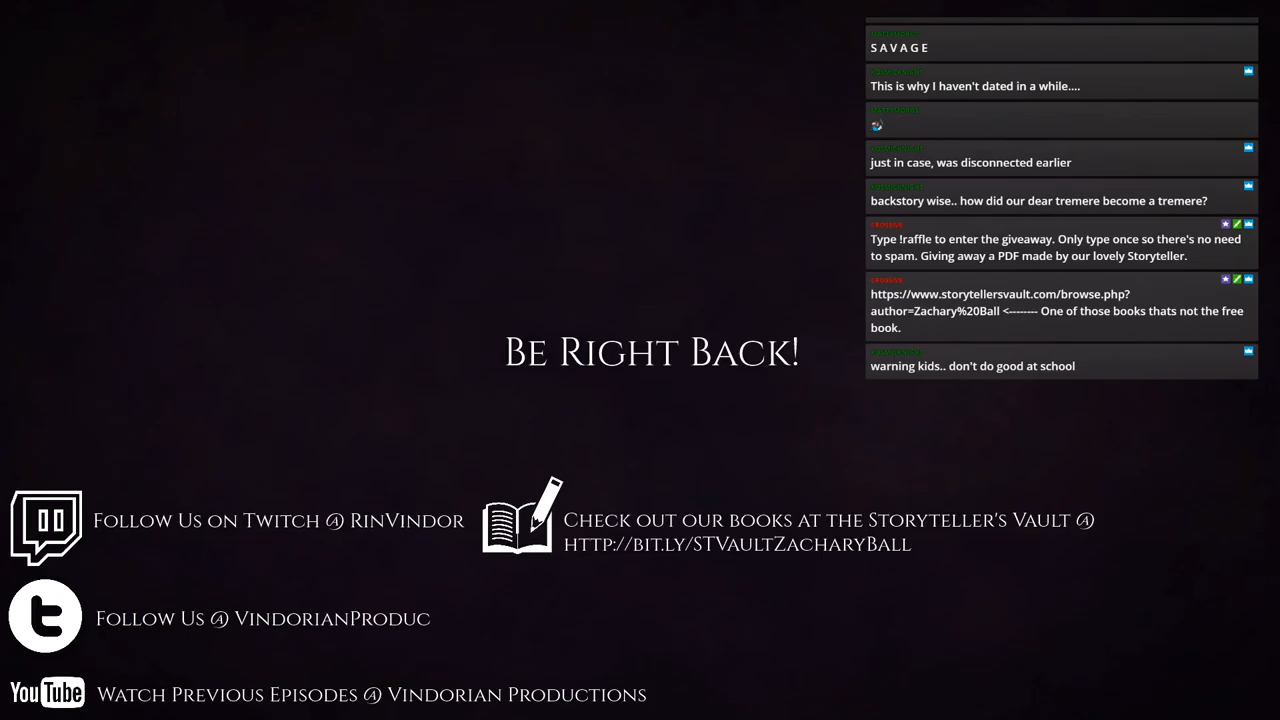 S A V A G E
This is why I haven't dated in a while....
just in case, was disconnected earlier
backstory wise.. how did our dear tremere become a tremere?
Type !raffle to enter the giveaway. Only type once so there's no need
to spam. Giving away a PDF made by our lovely Storyteller.
https://www.storytellersvault.com/browse.php?
author=Zachary%20Ball <-------- One of those books thats not the free
book.
warning kids.. don't do good at school
Be Right Back!
Follow Us on Twitch @ RinVindor
Check out our books at the Storyteller's Vault @
http://bit.ly/STVaultZacharyBall
Follow Us @ VindorianProduc
YouTube
Watch Previous Episodes @ Vindorian Productions